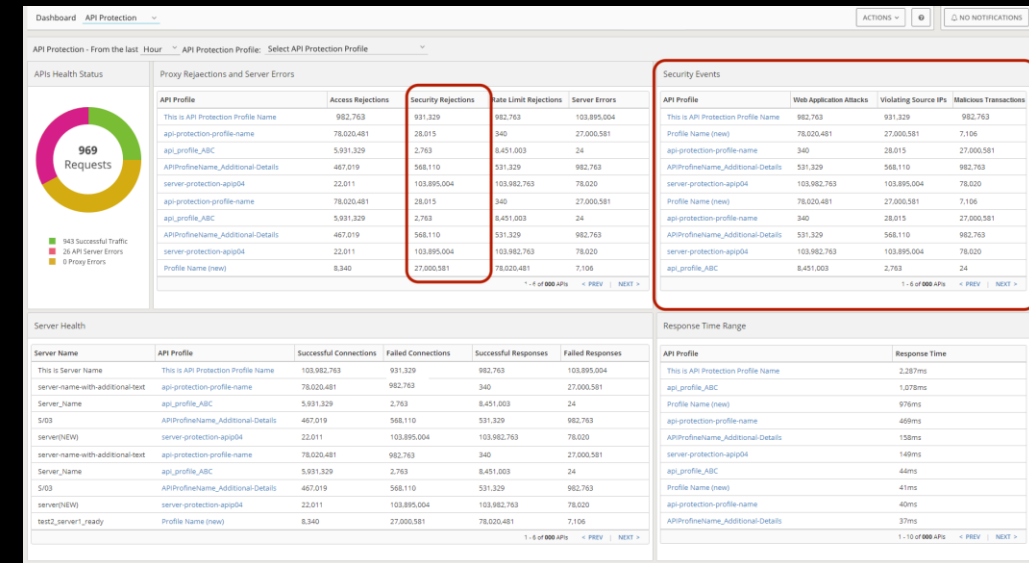 Dashboard API Protection ACTIONS NO NOTIFICATIONS
API Protection - From the last Hour API Protection Profile: Select API Protection Profile
APIs Health Status
969
Requests
943 Successful Traffic
26 API Server Errors
0 Proxy Errors
Proxy Rejaections and Server Errors
API Profile Access Rejections Security Rejections Rate Limit Rejections Server Errors
This is API Protection Profile Name 982,763 931,329 982,763 103,895,004
api-protection-profile-name 78,020,481 28,015 340 27,000,581
api_profile_ABC 5,931,329 2,763 8,451,003 24
APIProfineName_Additional-Details 467,019 568,110 531,329 982,763
server-protection-apip04 22,011 103,895,004 103,982,763 78,020
api-protection-profile-name 78,020,481 28,015 340 27,000,581
api_profile_ABC 5,931,329 2,763 8,451,003 24
APIProfineName_Additional-Details 467,019 568,110 531,329 982,763
server-protection-apip04 22,011 103,895,004 103,982,763 78,020
Profile Name (new) 8,340 27,000,581 78,020,481 7,106
of 000 APIs < PREV | NEXT >
Security Events
API Profile Web Application Attacks Violating Source IPs Malicious Transactions
This is API Protection Profile Name 982,763 931,329 982,763
Profile Name (new) 78,020,481 27,000,581 7,106
api-protection-profile-name 340 28,015 27,000,581
APIProfineName_Additional-Details 531,329 568,110 982,763
server-protection-apip04 103,982,763 103,895,004 78,020
Profile Name (new) 78,020,481 27,000,581 7,106
api-protection-profile-name 340 28,015 27,000,581
APIProfineName_Additional-Details 531,329 568,110 982,763
server-protection-apip04 103,982,763 103,895,004 78,020
api_profile_ABC 8,451,003 2,763 24
1 - 6 of 000 APIs < PREV | NEXT >
Server Health
Server Name API Profile Successful Connections Failed Connections Successful Responses Failed Responses
This is Server Name This is API Protection Profile Name 103,982,763 931,329 982,763 103,895,004
server-name-with-additional-text api-protection-profile-name 78,020,481 982,763 340 27,000,581
Server_Name api_profile_ABC 5,931,329 2,763 8,451,003 24
S/03 APIProfineName_Additional-Details 467,019 568,110 531,329 982,763
server(NEW) server-protection-apip04 22,011 103,895,004 103,982,763 78,020
server-name-with-additional-text api-protection-profile-name 78,020,481 982,763 340 27,000,581
Server_Name api_profile_ABC 5,931,329 2,763 8,451,003 24
S/03 APIProfineName_Additional-Details 467,019 568,110 531,329 982,763
server(NEW) server-protection-apip04 22,011 103,895,004 103,982,763 78,020
test2_server1_ready Profile Name (new) 8,340 27,000,581 78,020,481 7,106
1 - 6 of 000 APIs < PREV | NEXT >
Response Time Range
API Profile Response Time
This is API Protection Profile Name 2,287ms
api_profile_ABC 1,078ms
Profile Name (new) 976ms
api-protection-profile-name 469ms
APIProfineName_Additional-Details 158ms
server-protection-apip04 149ms
api_profile_ABC 44ms
Profile Name (new) 41ms
api-protection-profile-name 40ms
APIProfineName_Additional-Details 37ms
1 - 10 of 000 APIs < PREV | NEXT >